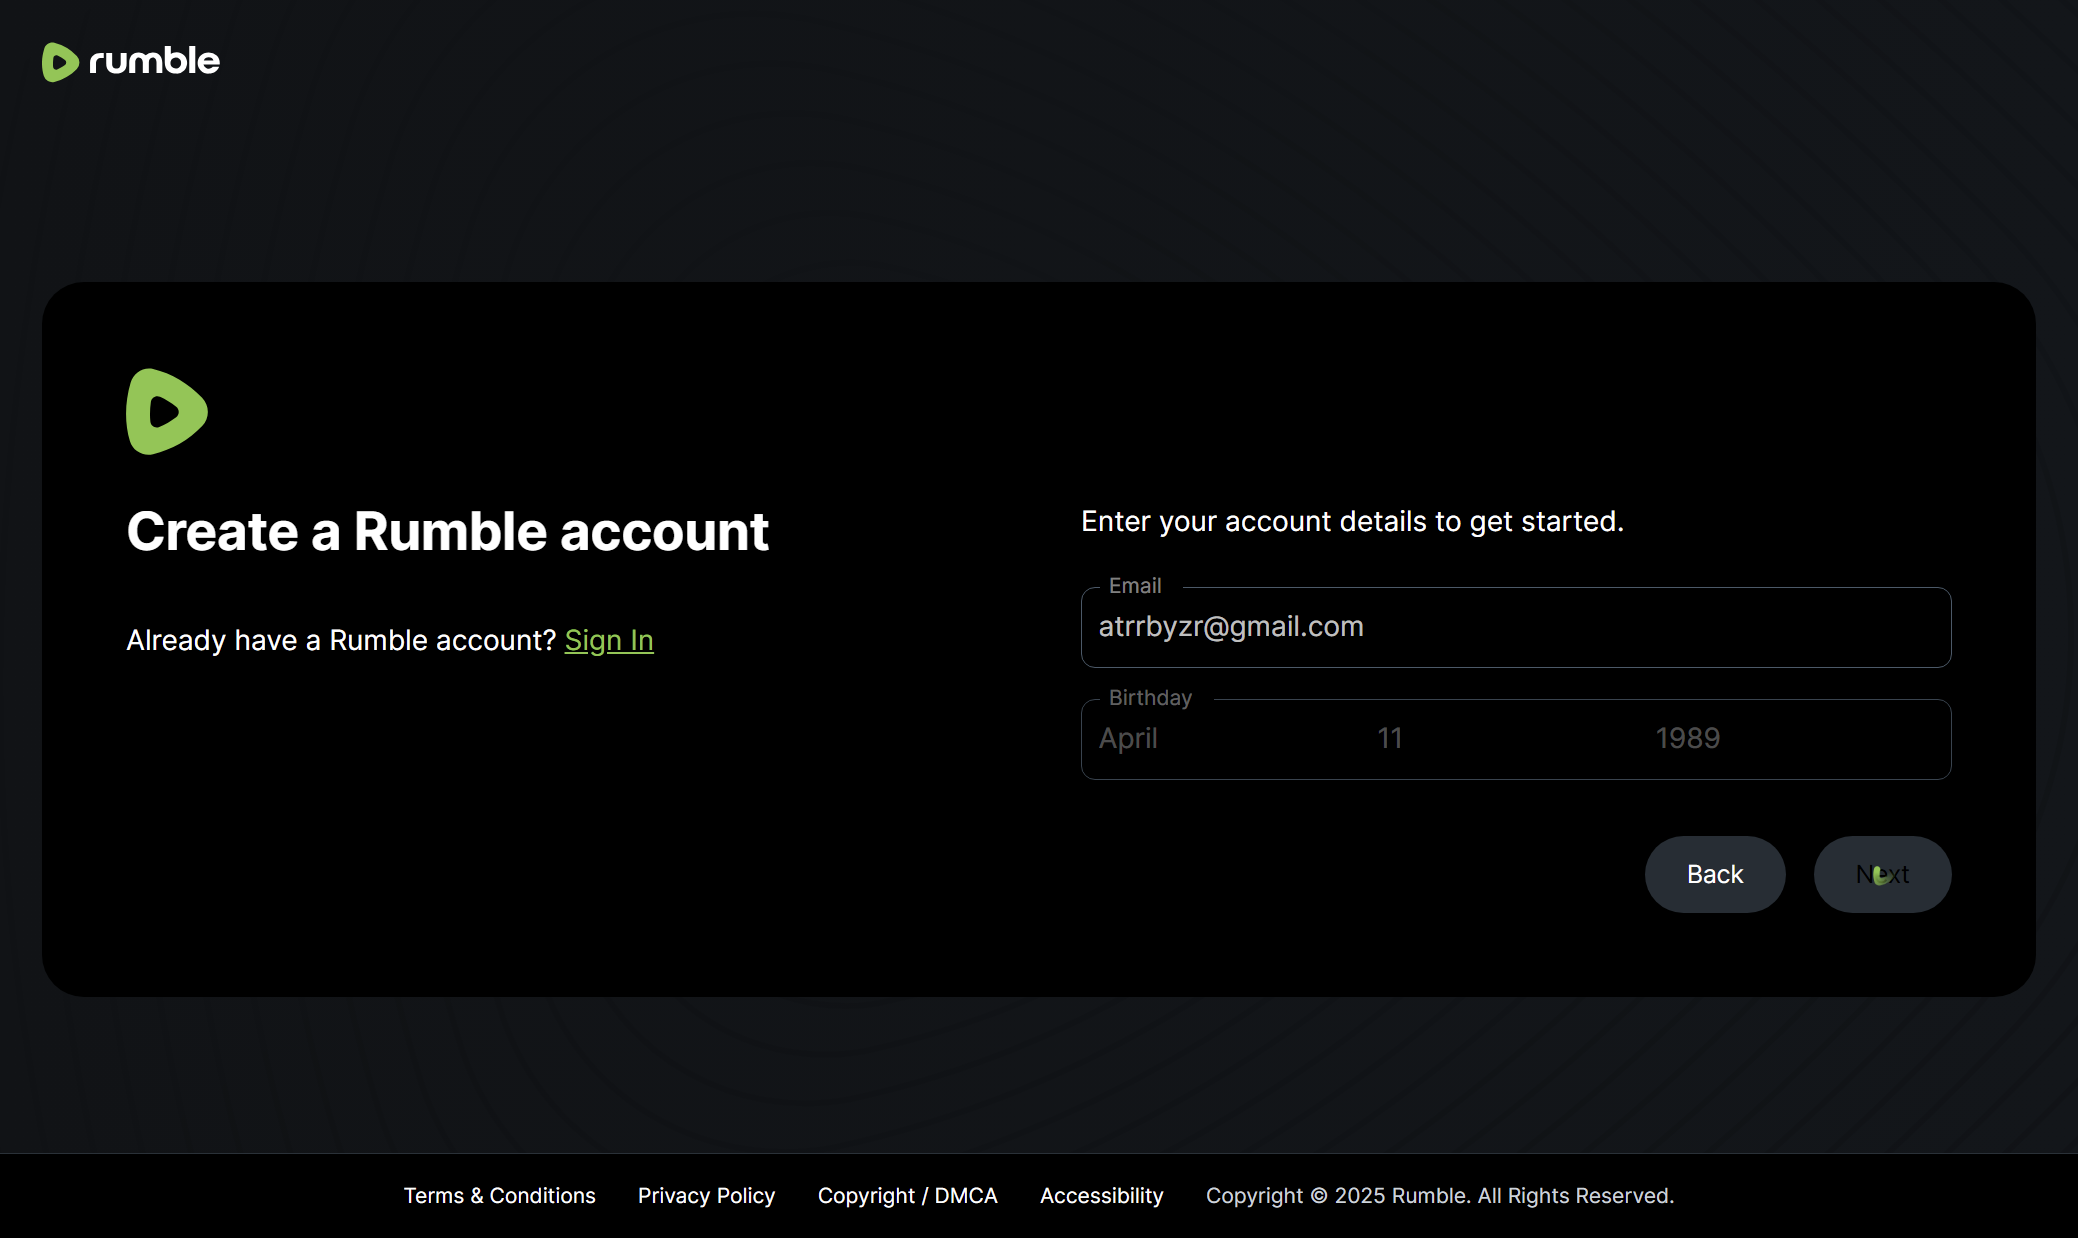 rumble
Create a Rumble account
Already have a Rumble account? Sign In
Enter your account details to get started.
Email
atrrbyzr@gmail.com
Birthday
April 11 1989
Back Next
Terms & Conditions Privacy Policy Copyright / DMCA Accessibility Copyright © 2025 Rumble. All Rights Reserved.